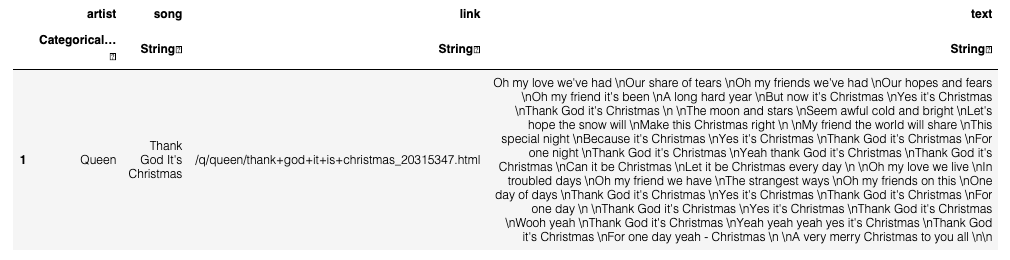 artist song link text
Categorical… String String String
1 Queen Thank God It's Christmas /q/queen/thank+god+it+is+christmas_20315347.html
Oh my love we've had \nOur share of tears \nOh my friends we've had \nOur hopes and fears
\nOh my friend it's been \nA long hard year \nBut now it's Christmas \nYes it's Christmas
\nThank God it's Christmas \n \nThe moon and stars \nSeem awful cold and bright \nLet's
hope the snow will \nMake this Christmas right \n \nMy friend the world will share \nThis
special night \nBecause it's Christmas \nYes it's Christmas \nThank God it's Christmas \nFor
one night \nThank God it's Christmas \nYeah thank God it's Christmas \nThank God it's
Christmas \nCan it be Christmas \nLet it be Christmas every day \n \nOh my love we live \nIn
troubled days \nOh my friend we have \nThe strangest ways \nOh my friends on this \nOne
day of days \nThank God it's Christmas \nYes it's Christmas \nThank God it's Christmas \nFor
one day \n \nThank God it's Christmas \nYes it's Christmas \nThank God it's Christmas
\nWooh yeah \nThank God it's Christmas \nYeah yeah yeah yes it's Christmas \nThank God
it's Christmas \nFor one day yeah - Christmas \n \nA very merry Christmas to you all \n\n